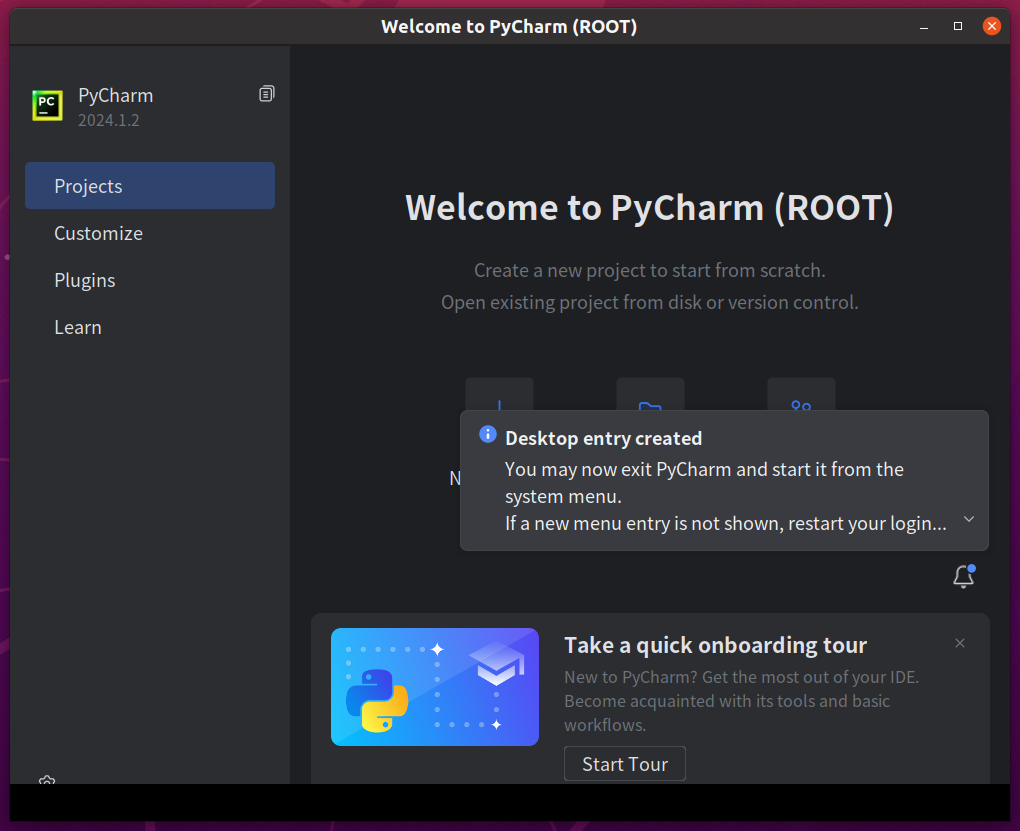 Welcome to PyCharm (ROOT)
PC
PyCharm
2024.1.2
Projects
Customize
Plugins
Learn
Welcome to PyCharm (ROOT)
Create a new project to start from scratch.
Open existing project from disk or version control.
Desktop entry created
You may now exit PyCharm and start it from the
system menu.
If a new menu entry is not shown, restart your login...
Take a quick onboarding tour
New to PyCharm? Get the most out of your IDE.
Become acquainted with its tools and basic
workflows.
Start Tour